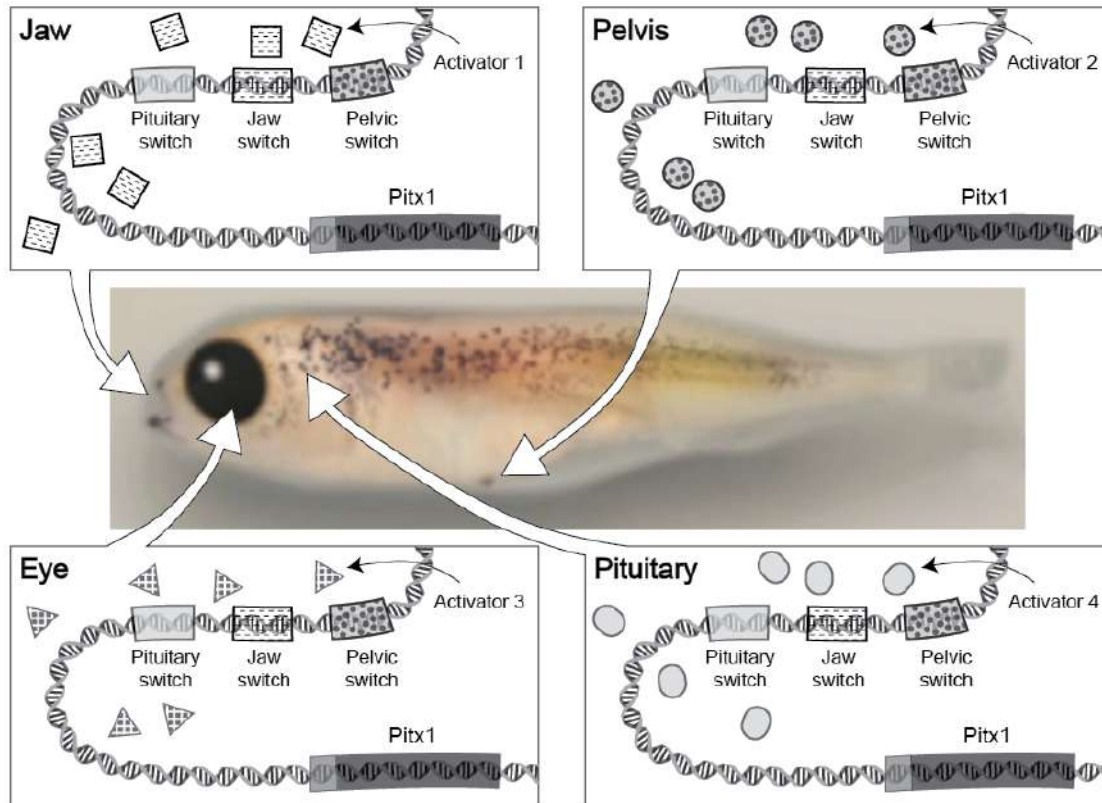 Jaw
Activator 1
Pituitary switch
Jaw switch
Pelvic switch
Pitx1
Pelvis
Activator 2
Pituitary switch
Jaw switch
Pelvic switch
Pitx1
Eye
Activator 3
Pituitary switch
Jaw switch
Pelvic switch
Pitx1
Pituitary
Activator 4
Pituitary switch
Jaw switch
Pelvic switch
Pitx1